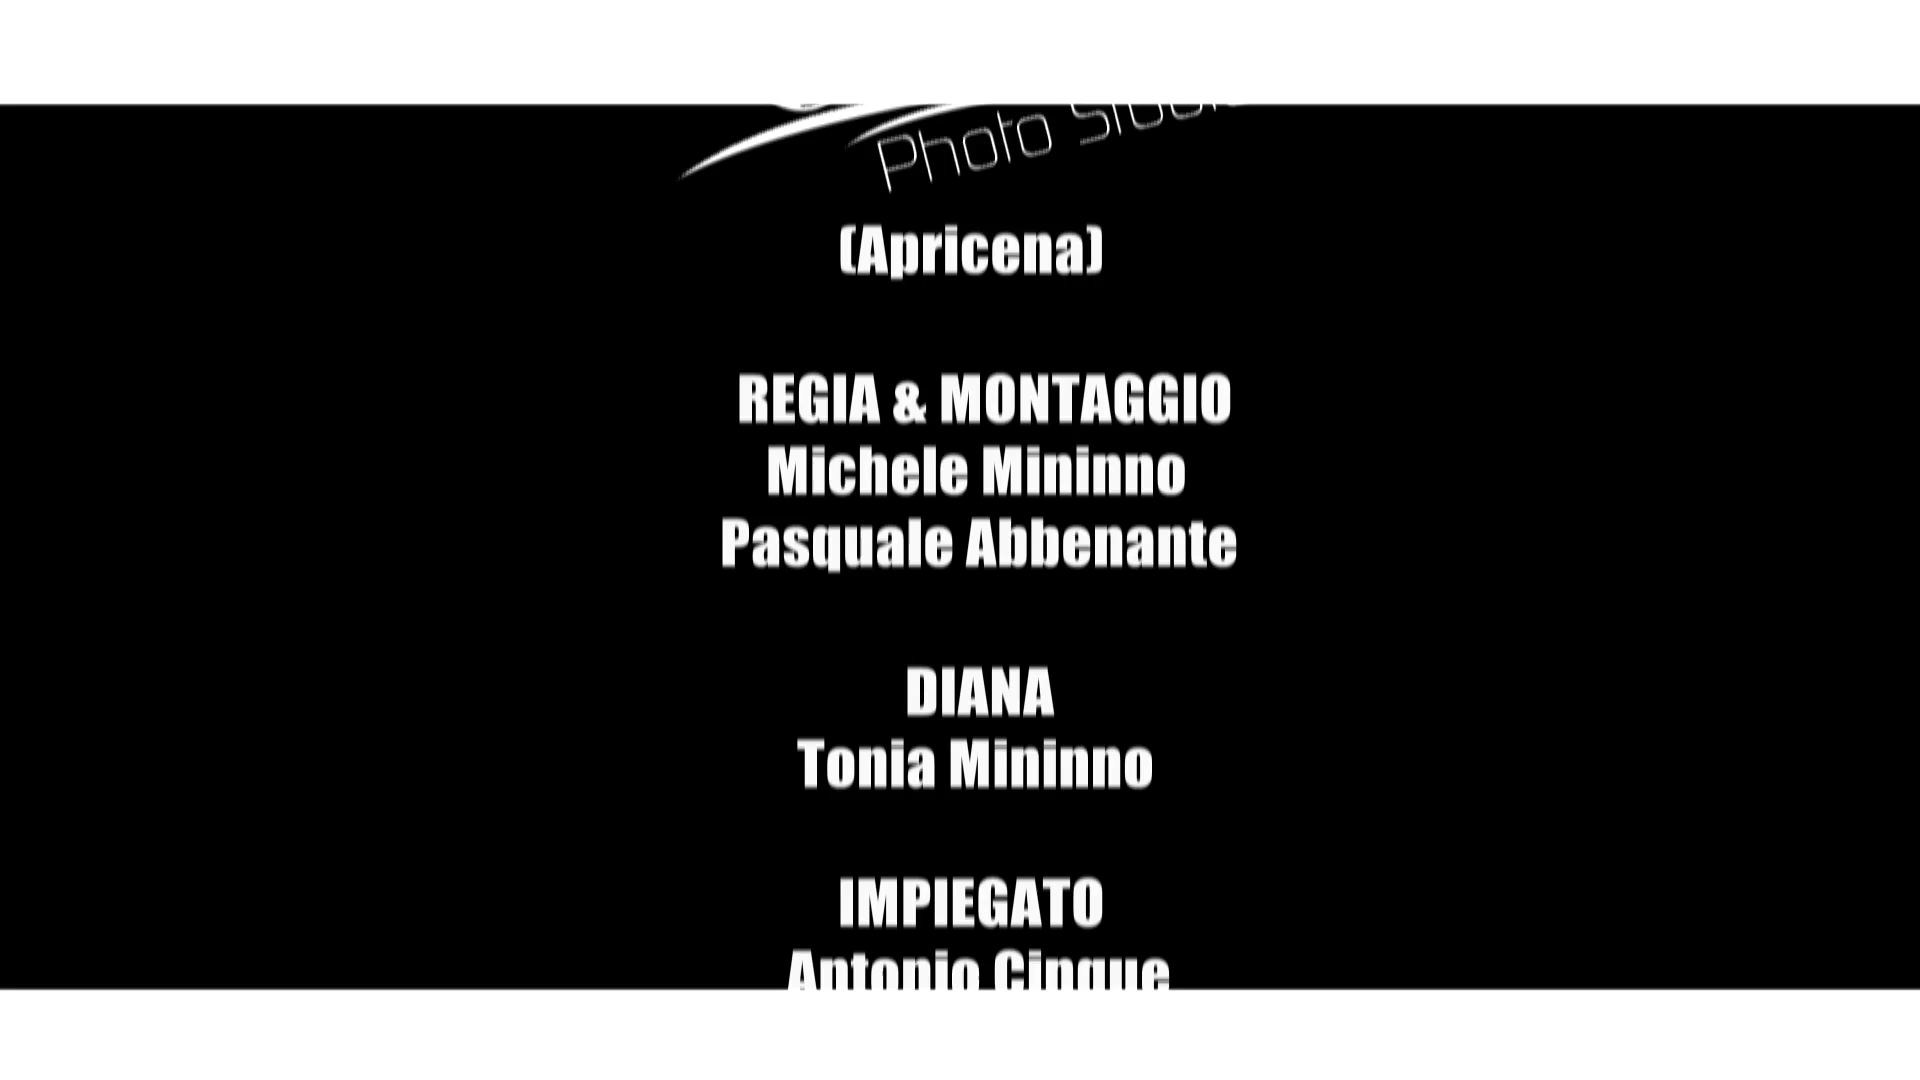 Photo
(Apricena)
REGIA & MONTAGGIO
Michele Mininno
Pasquale Abbenante
DIANA
Tonia Mininno
IMPIEGATO
Antonio Cinque